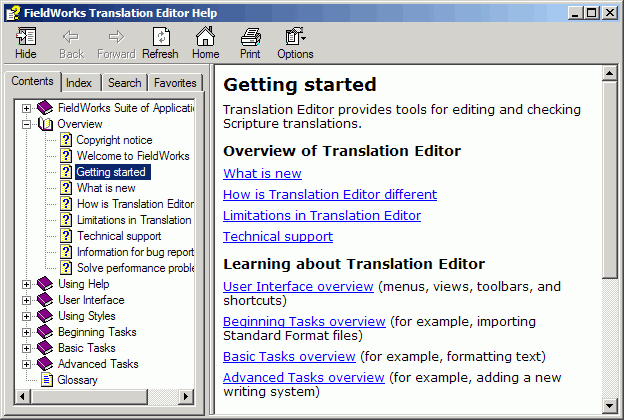 FieldWorks Translation Editor Help
Hide Back Forward Refresh Home Print Options
Contents Index Search Favorites
FieldWorks Suite of Applicatio
Overview
Copyright notice
Welcome to FieldWorks
Getting started
What is new
How is Translation Editor
Limitations in Translation
Technical support
Information for bug report
Solve performance proble
Using Help
User Interface
Using Styles
Beginning Tasks
Basic Tasks
Advanced Tasks
Glossary
Getting started
Translation Editor provides tools for editing and checking
Scripture translations.
Overview of Translation Editor
What is new
How is Translation Editor different
Limitations in Translation Editor
Technical support
Learning about Translation Editor
User Interface overview (menus, views, toolbars, and
shortcuts)
Beginning Tasks overview (for example, importing
Standard Format files)
Basic Tasks overview (for example, formatting text)
Advanced Tasks overview (for example, adding a new
writing system)